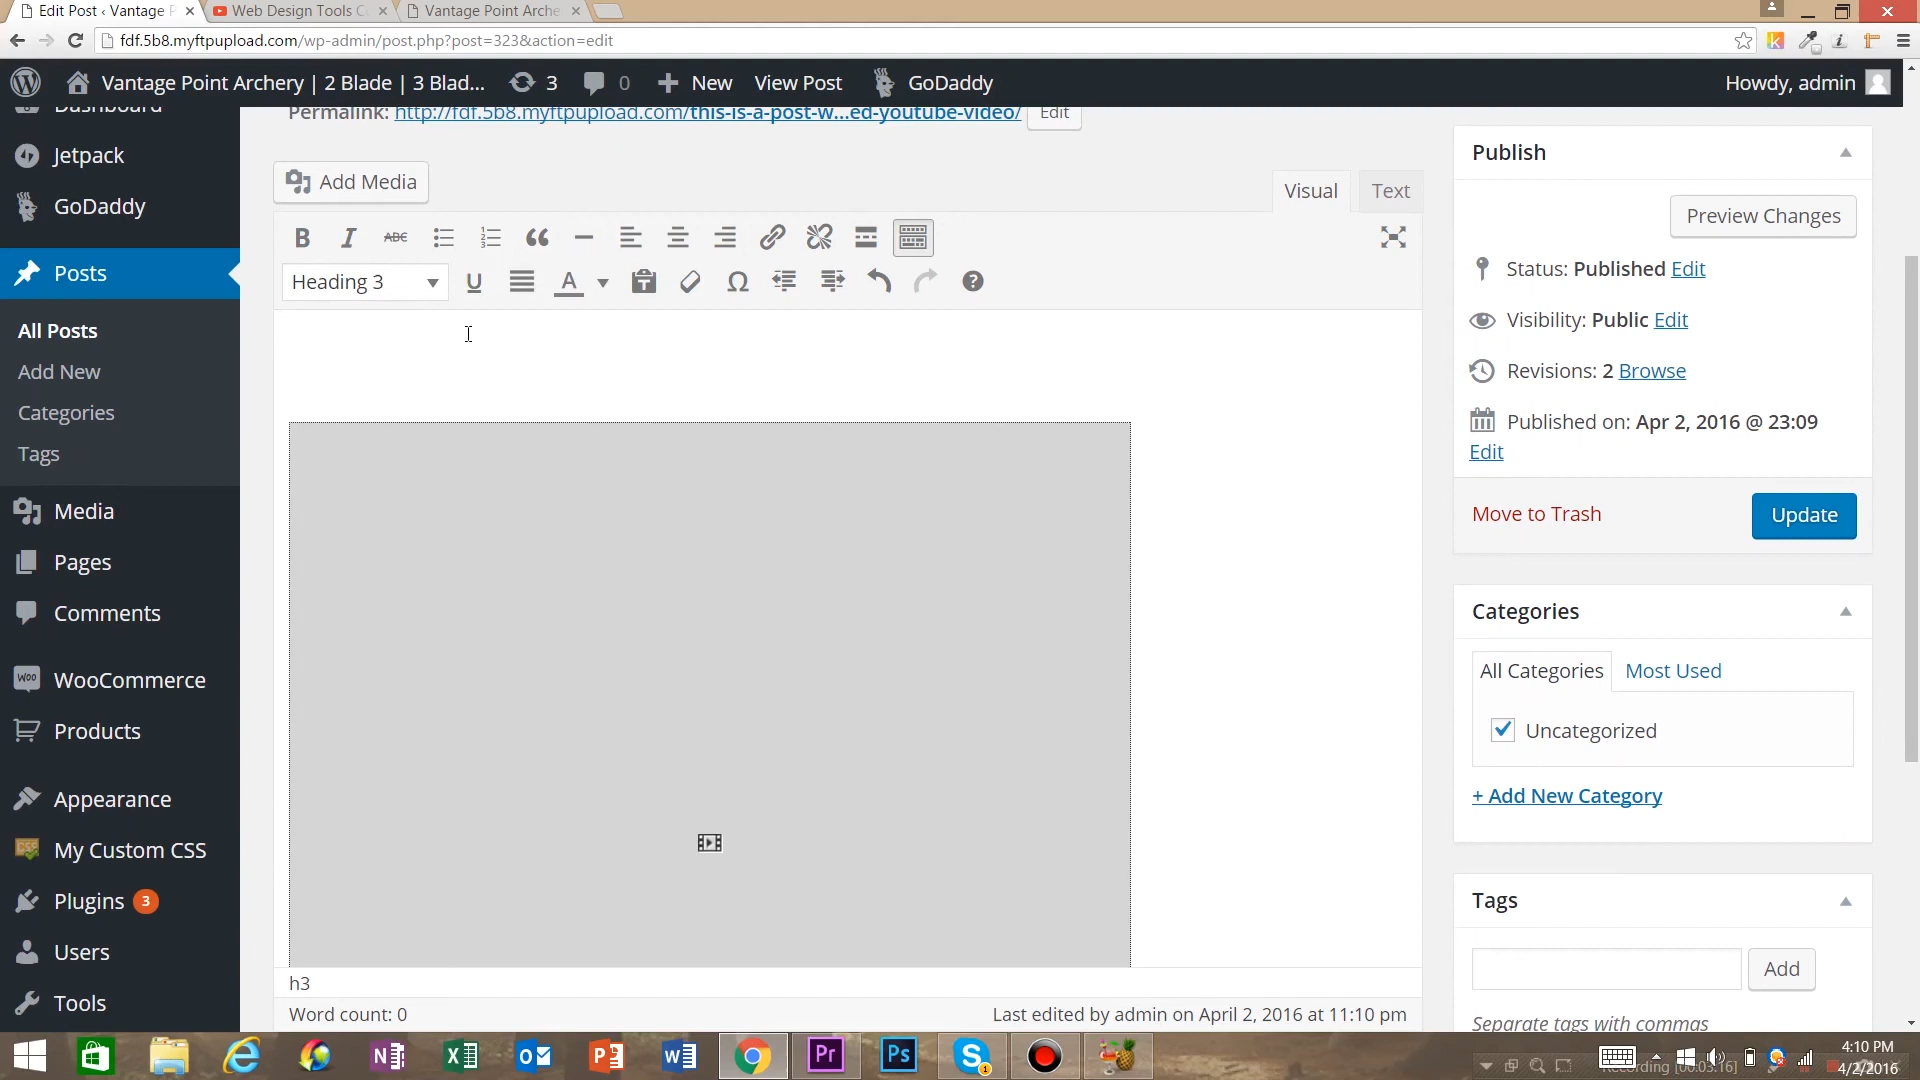 Edit Post ‹ Vantage P
Web Design Tools C
Vantage Point Arche
fdf.5b8.myftpupload.com/wp-admin/post.php?post=323&action=edit
Vantage Point Archery | 2 Blade | 3 Blad...
3
0
New
View Post
GoDaddy
Howdy, admin
Dashboard
Jetpack
GoDaddy
Posts
All Posts
Add New
Categories
Tags
Media
Pages
Comments
WooCommerce
Products
Appearance
My Custom CSS
Plugins 3
Users
Tools
Permalink: http://fdf.5b8.myftpupload.com/this-is-a-post-w...ed-youtube-video/ Edit
Add Media
Visual
Text
B I ABC
Heading 3
U
A
h3
Word count: 0
Last edited by admin on April 2, 2016 at 11:10 pm
Publish
Preview Changes
Status: Published Edit
Visibility: Public Edit
Revisions: 2 Browse
Published on: Apr 2, 2016 @ 23:09
Edit
Move to Trash
Update
Categories
All Categories
Most Used
Uncategorized
+ Add New Category
Tags
Add
Separate tags with commas
Recording [00:03:16]
4:10 PM
4/2/2016